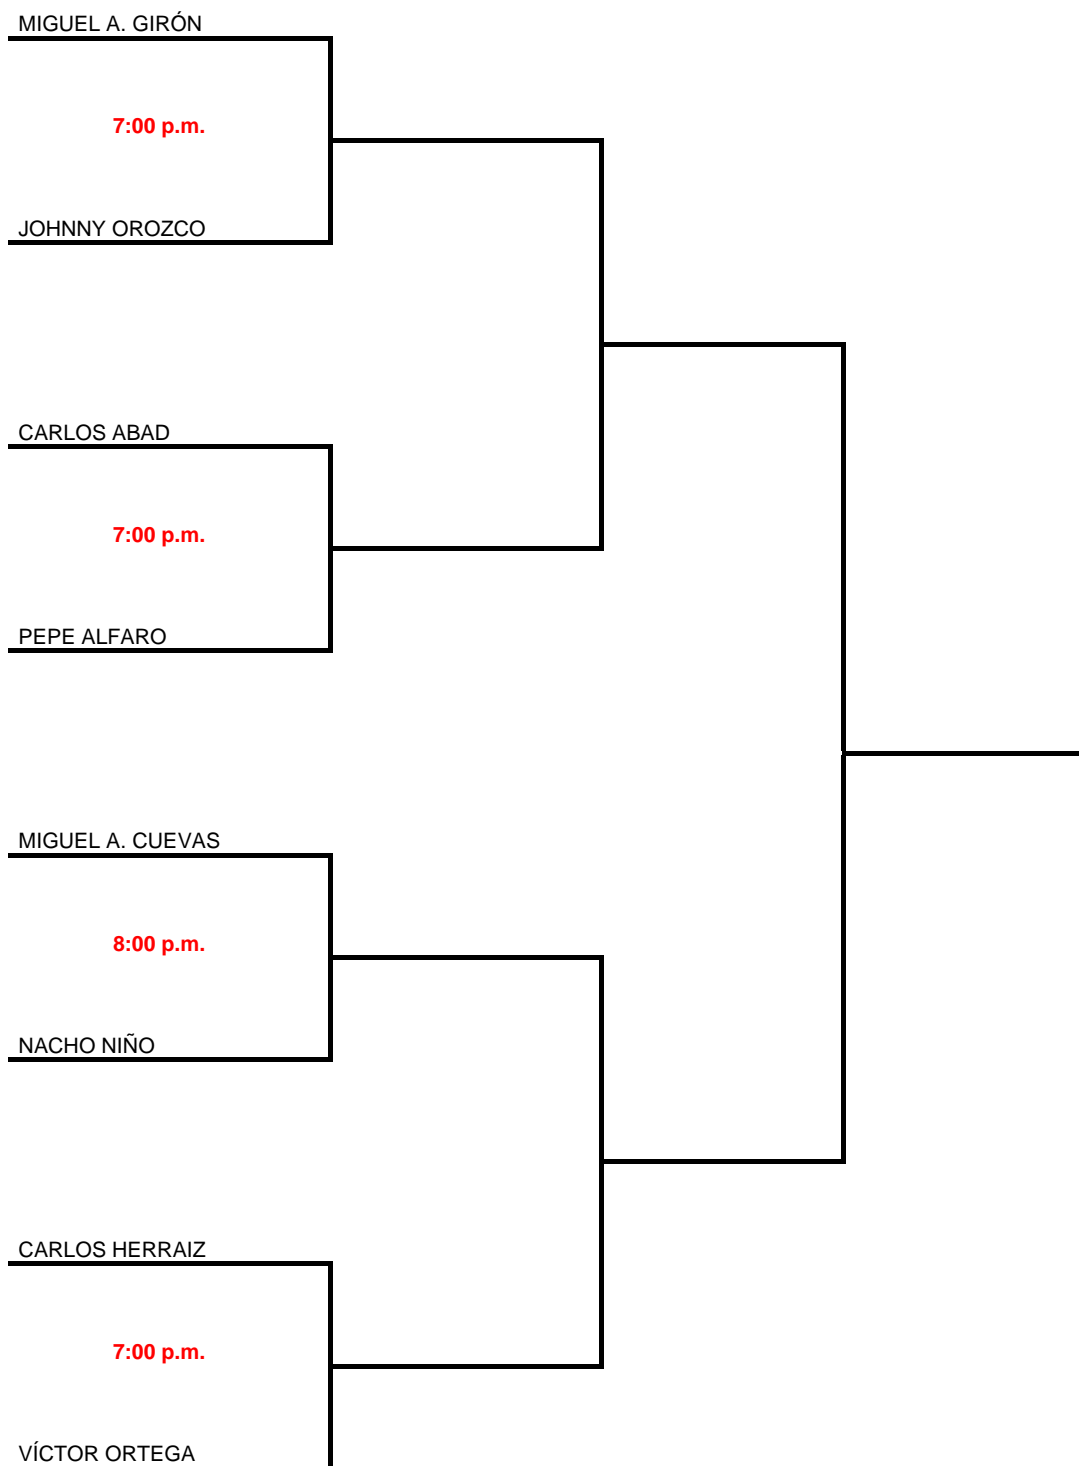 MIGUEL A. GIRÓN
7:00 p.m.
JOHNNY OROZCO
CARLOS ABAD
7:00 p.m.
PEPE ALFARO
MIGUEL A. CUEVAS
8:00 p.m.
NACHO NIÑO
CARLOS HERRAIZ
7:00 p.m.
VÍCTOR ORTEGA